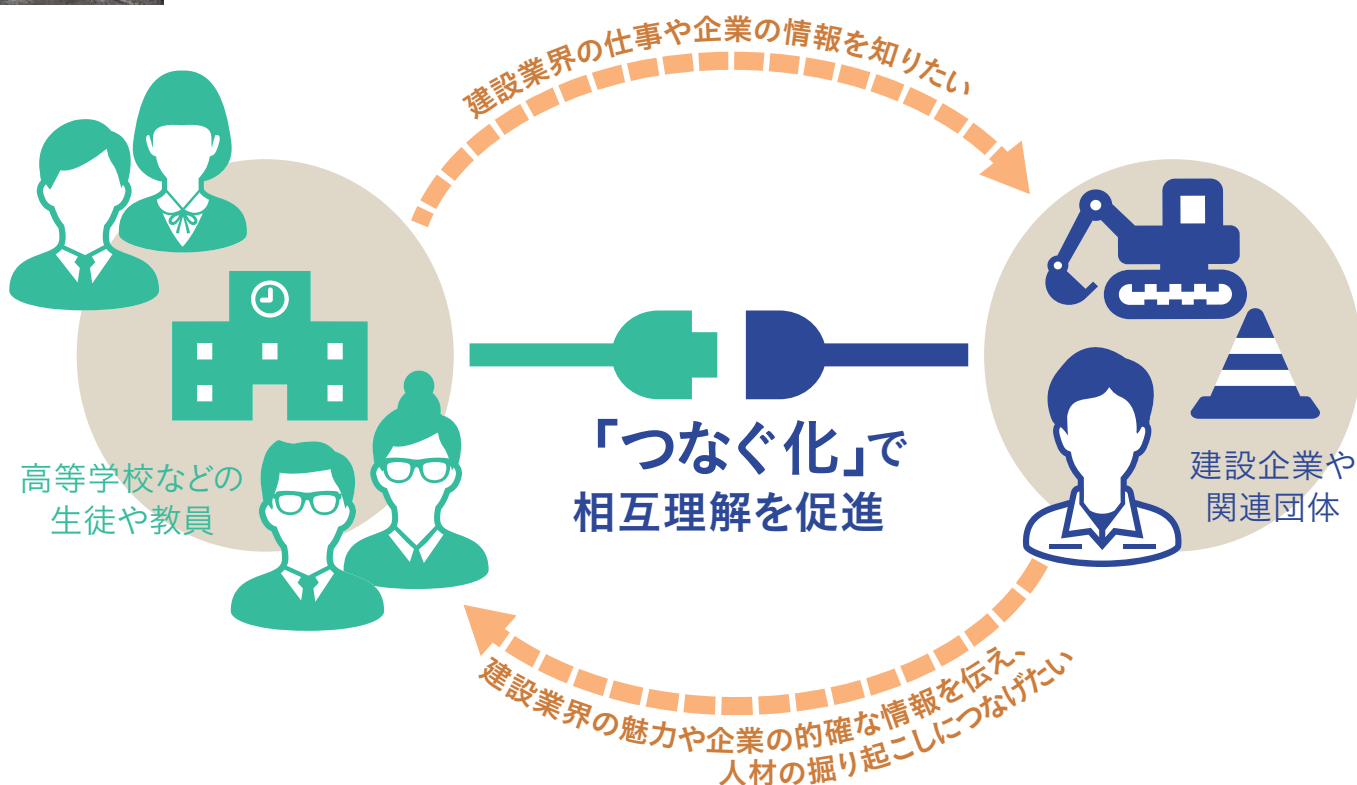 建設業界の仕事や企業の情報を知りたい
高等学校などの
生徒や教員
「つなぐ化」で
相互理解を促進
建設企業や
関連団体
建設業界の魅力や企業の的確な情報を伝え、
人材の掘り起こしにつなげたい